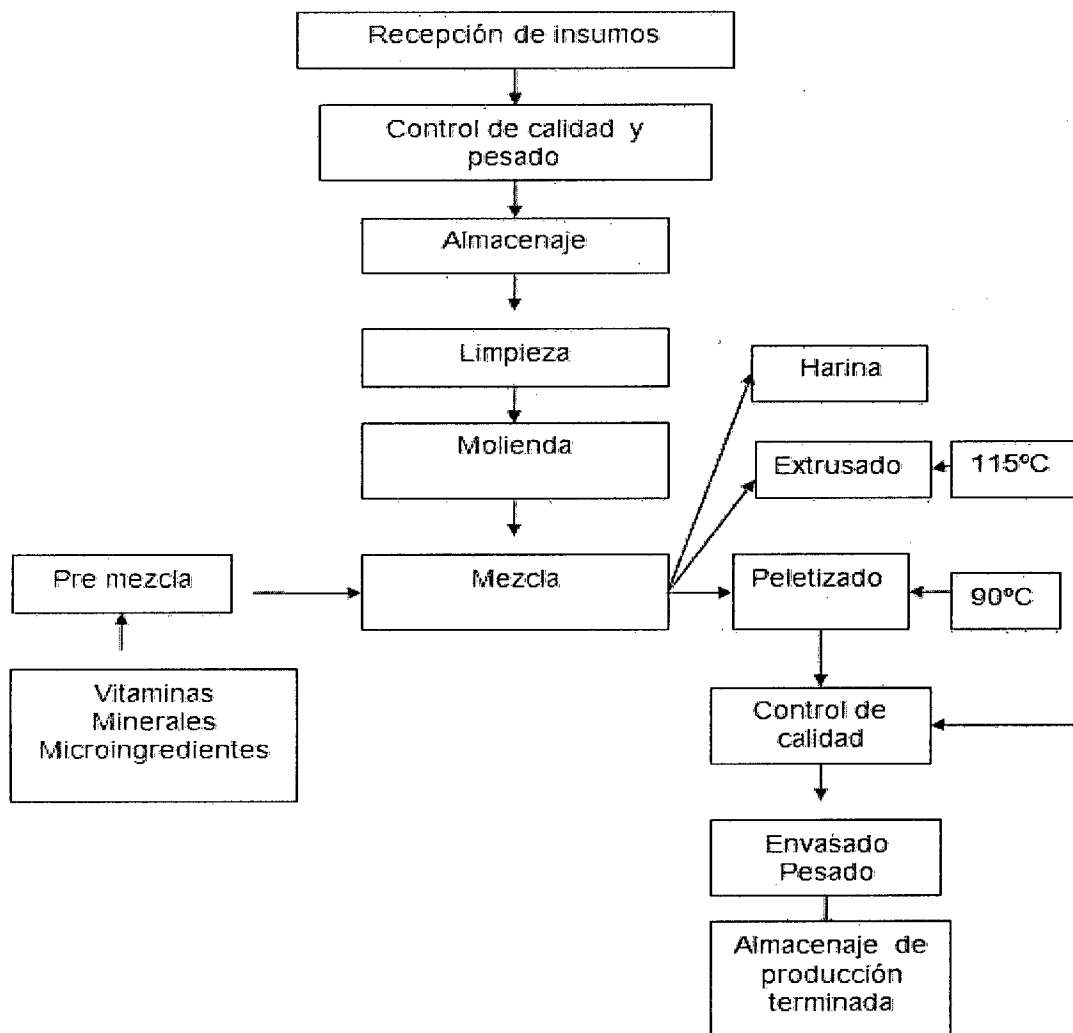 Recepción de insumos
Control de calidad y
pesado
Almacenaje
Limpieza
Harina
Molienda
Extrusado
115ºC
Pre mezcla
Mezcla
Peletizado
90ºC
Vitaminas
Minerales
Microingredientes
Control de
calidad
Envasado
Pesado
Almacenaje de
producción
terminada